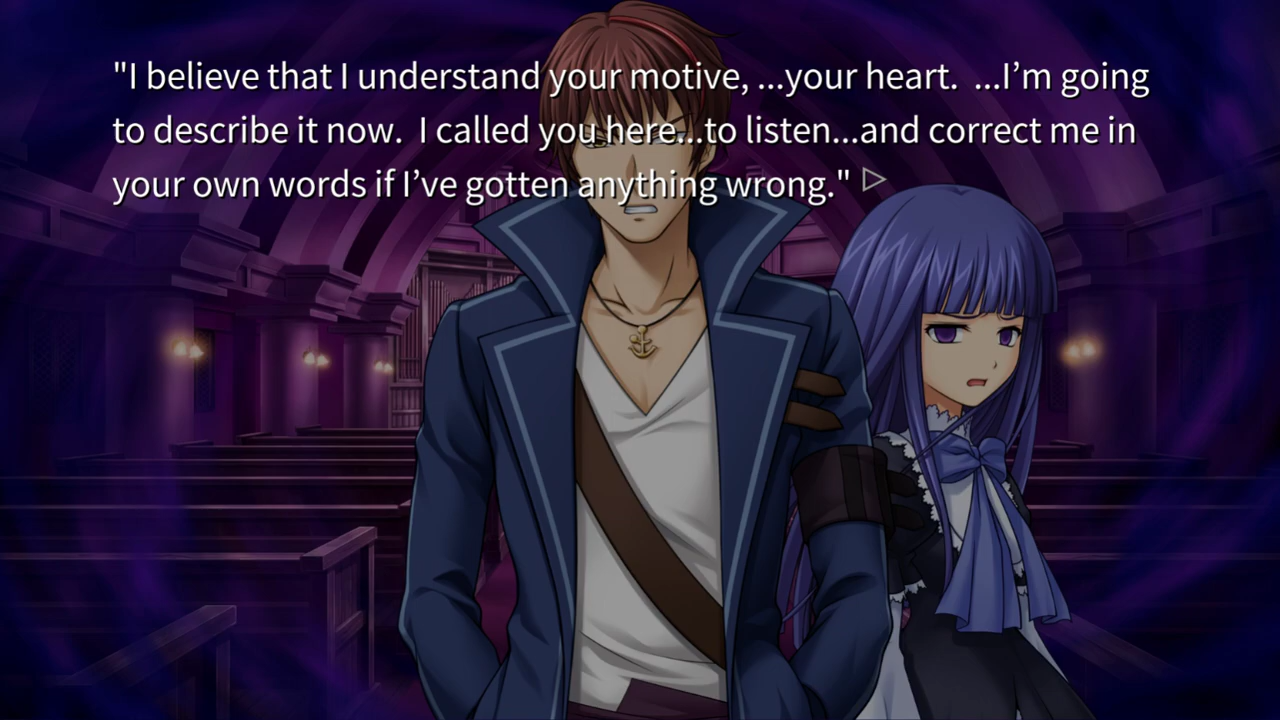 "I believe that I understand your motive, ...your heart.  ...I’m going
to describe it now.  I called you here...to listen...and correct me in
your own words if I’ve gotten anything wrong."